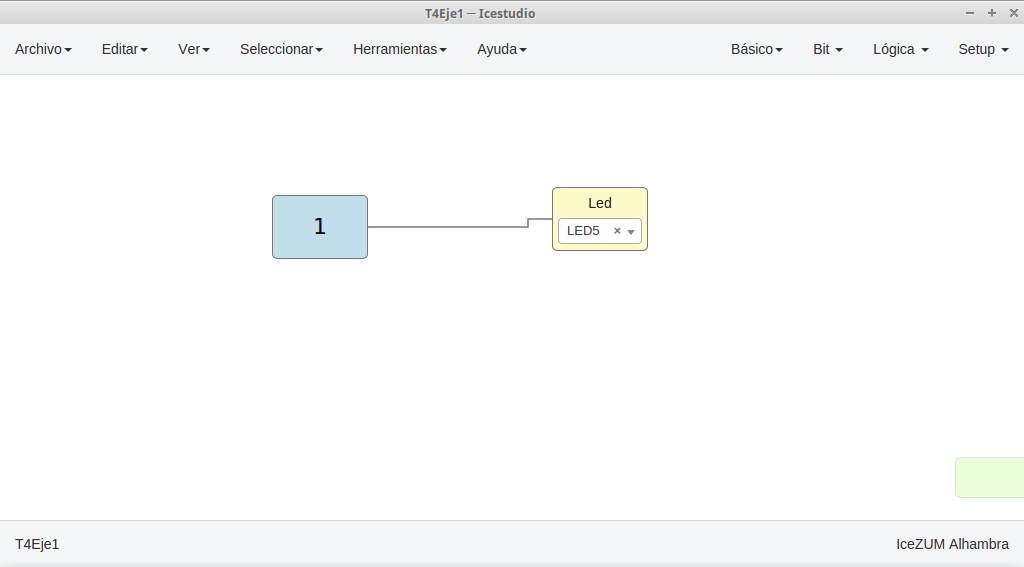 T4Eje1 — Icestudio
Archivo Editar Ver Seleccionar Herramientas Ayuda Básico Bit Lógica Setup
1
Led
LED5 ×
T4Eje1 IceZUM Alhambra